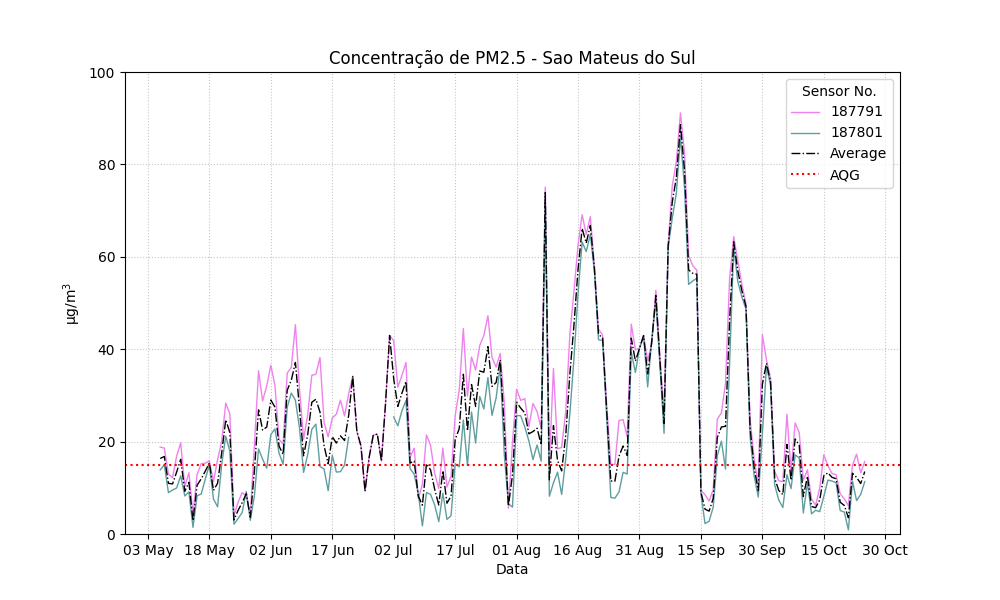 Concentração de PM2.5 - Sao Mateus do Sul
Sensor No.
187791
187801
Average
AQG
100
80
60
40
20
0
µg/m³
03 May 18 May 02 Jun 17 Jun 02 Jul 17 Jul 01 Aug 16 Aug 31 Aug 15 Sep 30 Sep 15 Oct 30 Oct
Data